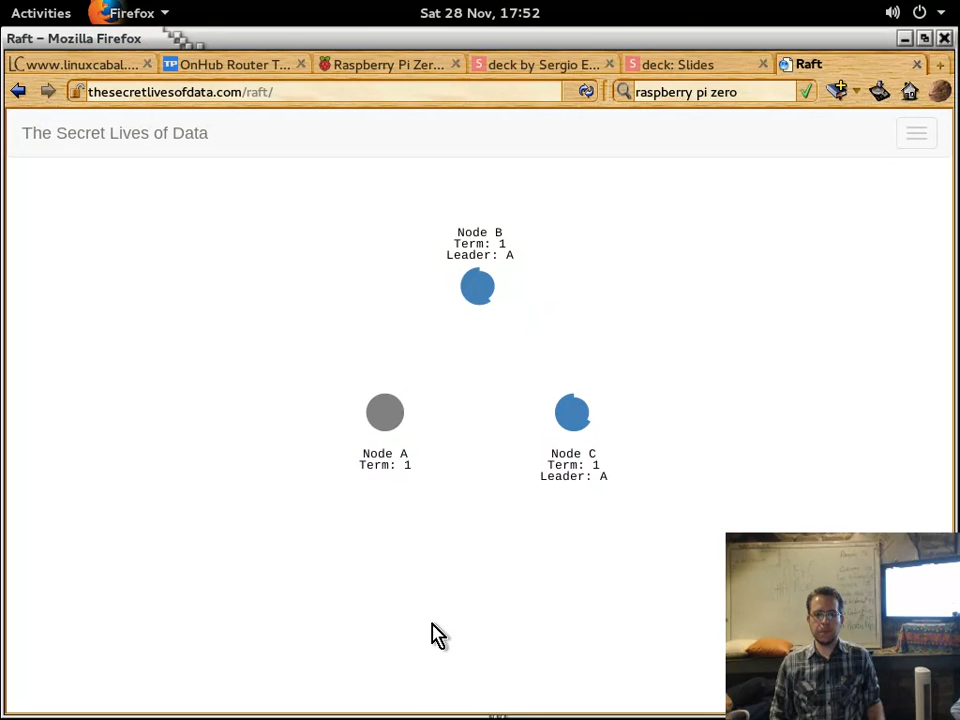 Activities Firefox Sat 28 Nov, 17:52
Raft – Mozilla Firefox
www.linuxcabal.... OnHub Router T... Raspberry Pi Zer... deck by Sergio E... deck: Slides Raft
thesecretlivesofdata.com/raft/ raspberry pi zero
The Secret Lives of Data
Node B
Term: 1
Leader: A
Node A
Term: 1
Node C
Term: 1
Leader: A